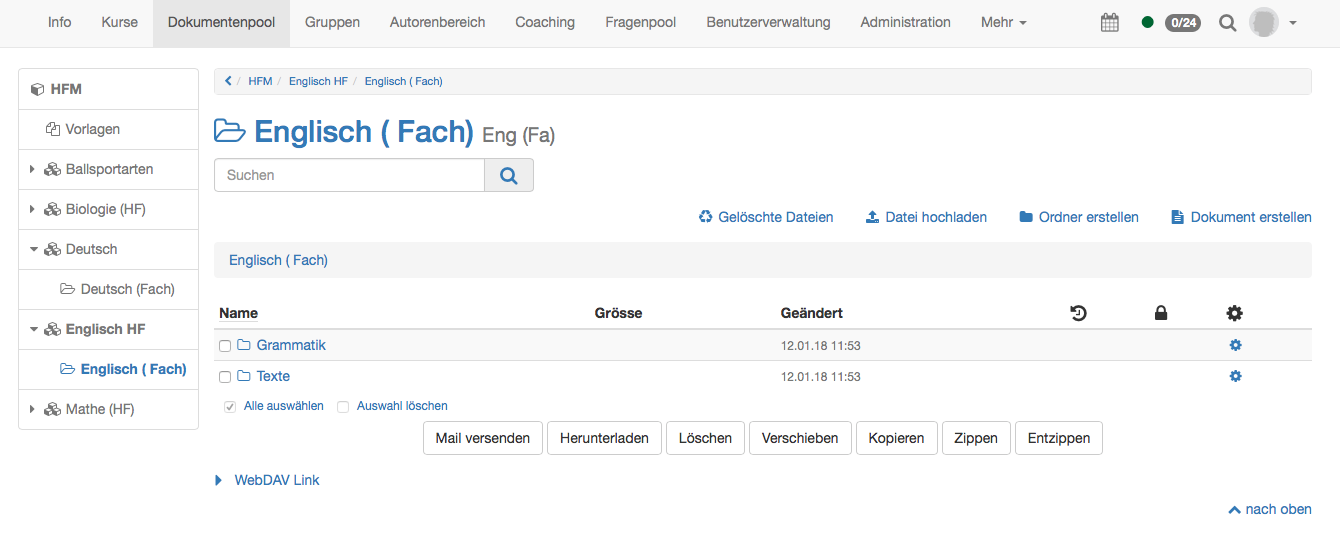 Info Kurse Dokumentenpool Gruppen Autorenbereich Coaching Fragenpool Benutzerverwaltung Administration Mehr 0/24
HFM
Vorlagen
Ballsportarten
Biologie (HF)
Deutsch
Deutsch (Fach)
Englisch HF
Englisch ( Fach)
Mathe (HF)
/ HFM / Englisch HF / Englisch ( Fach)
Englisch ( Fach) Eng (Fa)
Suchen
Gelöschte Dateien Datei hochladen Ordner erstellen Dokument erstellen
Englisch ( Fach)
Name Grösse Geändert
Grammatik 12.01.18 11:53
Texte 12.01.18 11:53
Alle auswählen Auswahl löschen
Mail versenden Herunterladen Löschen Verschieben Kopieren Zippen Entzippen
WebDAV Link
nach oben